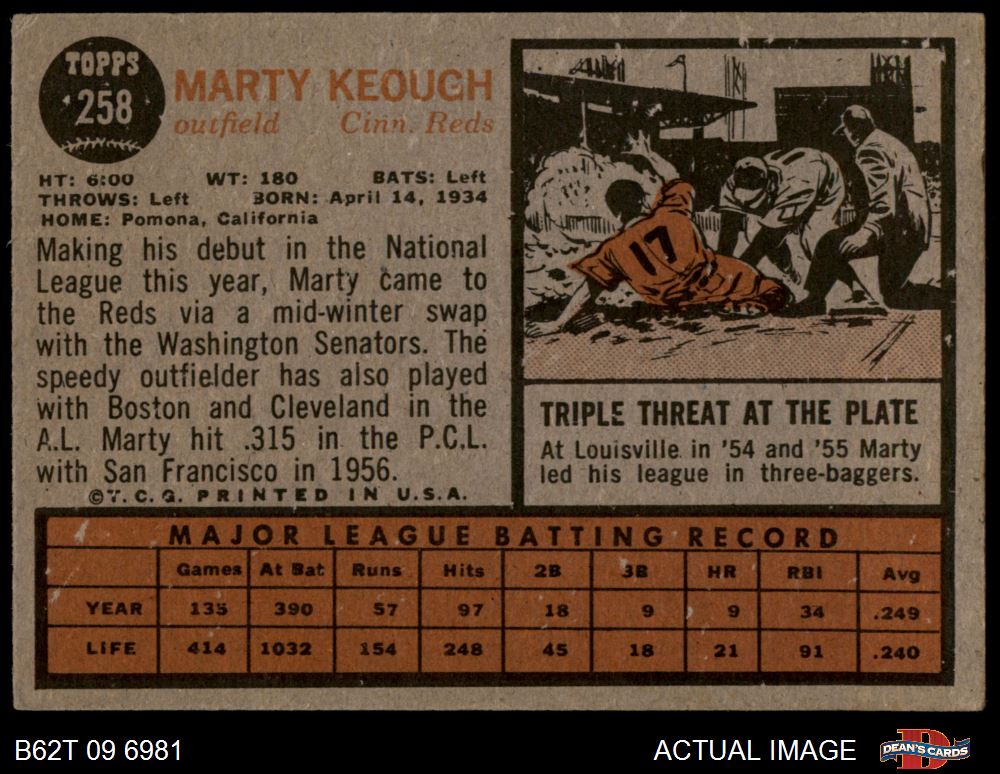 TOPPS
258
MARTY KEOUGH
outfield Cinn. Reds
HT: 6:00 WT: 180 BATS: Left
THROWS: Left BORN: April 14, 1934
HOME: Pomona, California
Making his debut in the National
League this year, Marty came to
the Reds via a mid-winter swap
with the Washington Senators. The
speedy outfielder has also played
with Boston and Cleveland in the
A.L. Marty hit .315 in the P.C.L.
with San Francisco in 1956.
©T. C. G. PRINTED IN U.S.A.
17
TRIPLE THREAT AT THE PLATE
At Louisville in '54 and '55 Marty
led his league in three-baggers.
MAJOR LEAGUE BATTING RECORD
Games At Bat Runs Hits 2B 3B HR RBI Avg
YEAR 135 390 57 97 18 9 9 34 .249
LIFE 414 1032 154 248 45 18 21 91 .240
B62T 09 6981 ACTUAL IMAGE DEAN'S CARDS